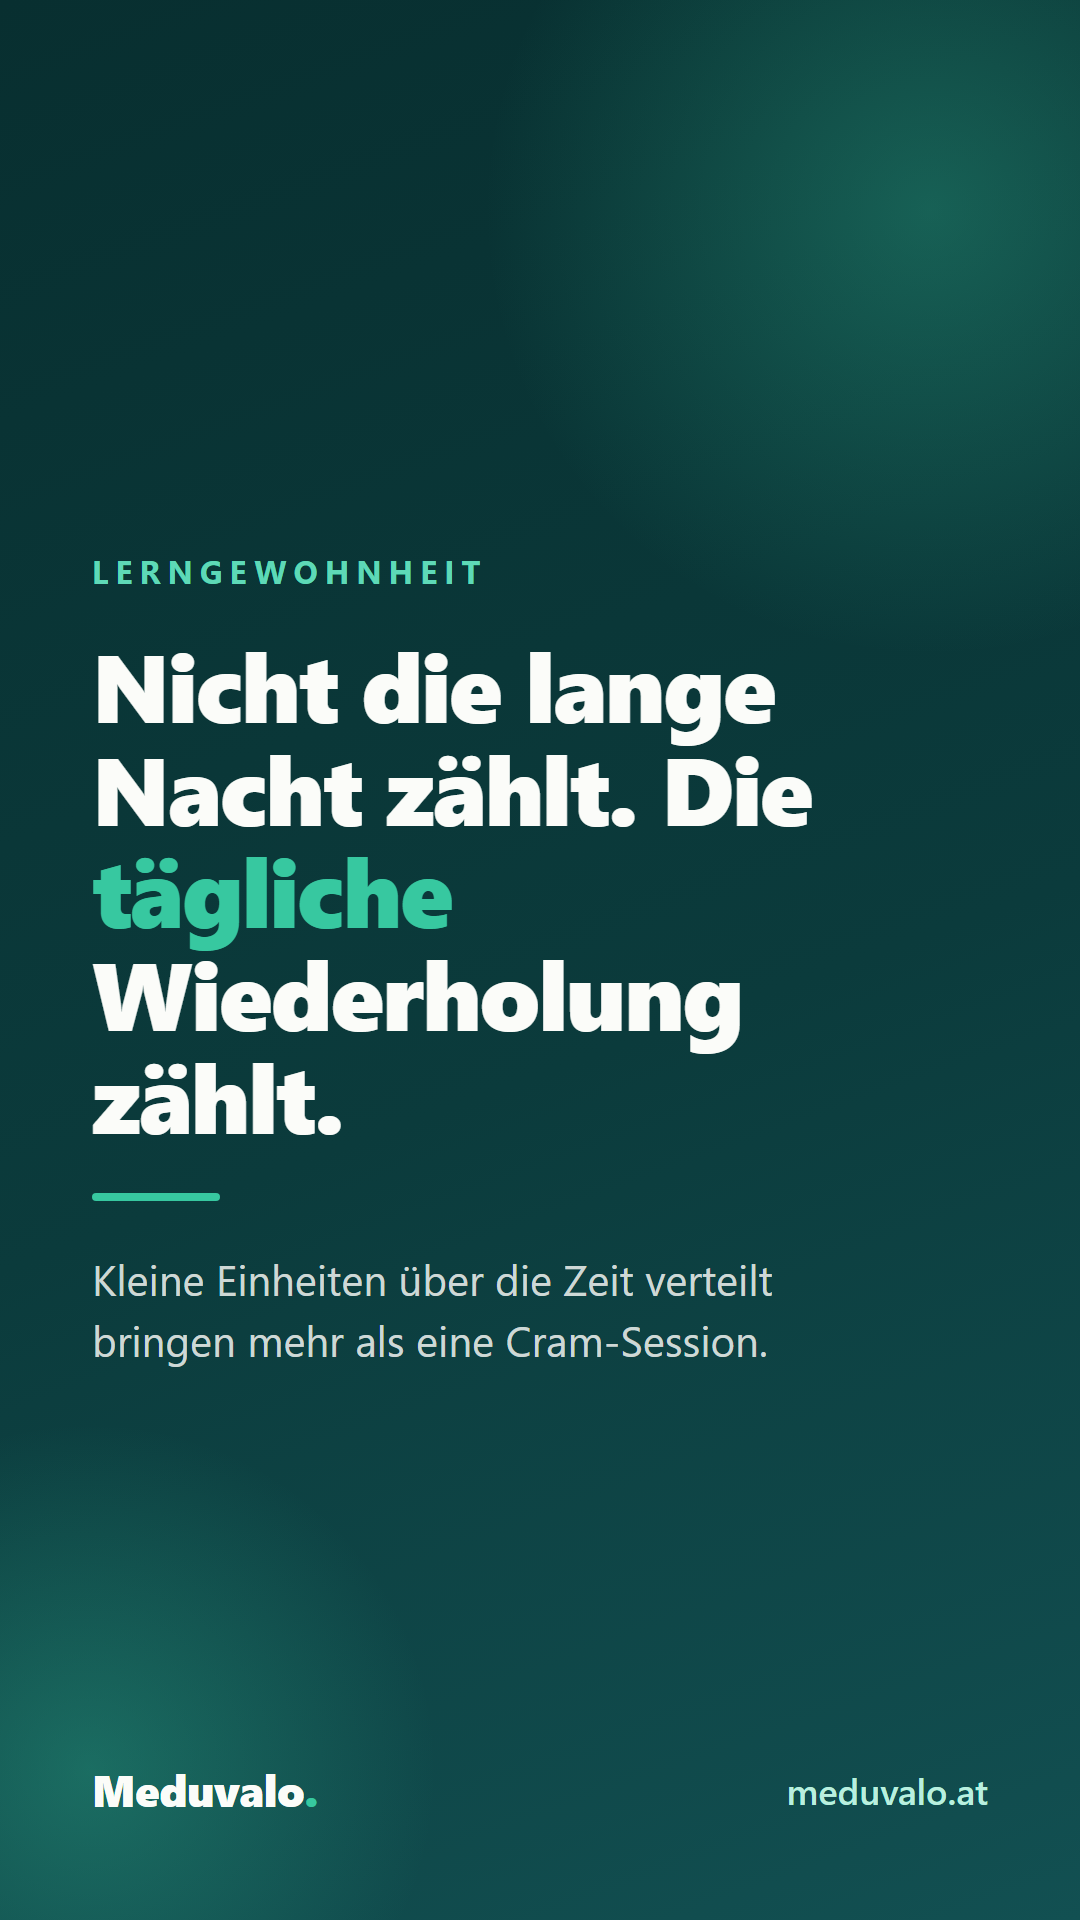 LERNGEWOHNHEIT
Nicht die lange
Nacht zählt. Die
tägliche
Wiederholung
zählt.
Kleine Einheiten über die Zeit verteilt
bringen mehr als eine Cram-Session.
Meduvalo.
meduvalo.at